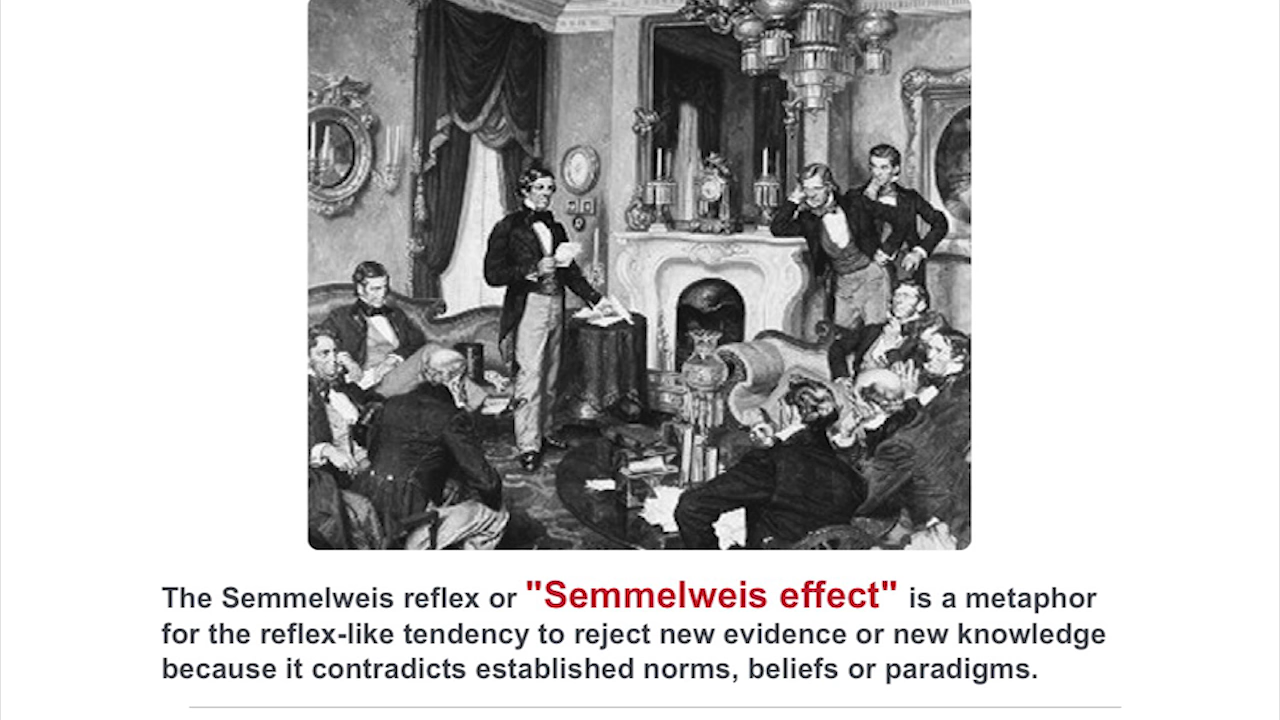 The Semmelweis reflex or "Semmelweis effect" is a metaphor
for the reflex-like tendency to reject new evidence or new knowledge
because it contradicts established norms, beliefs or paradigms.